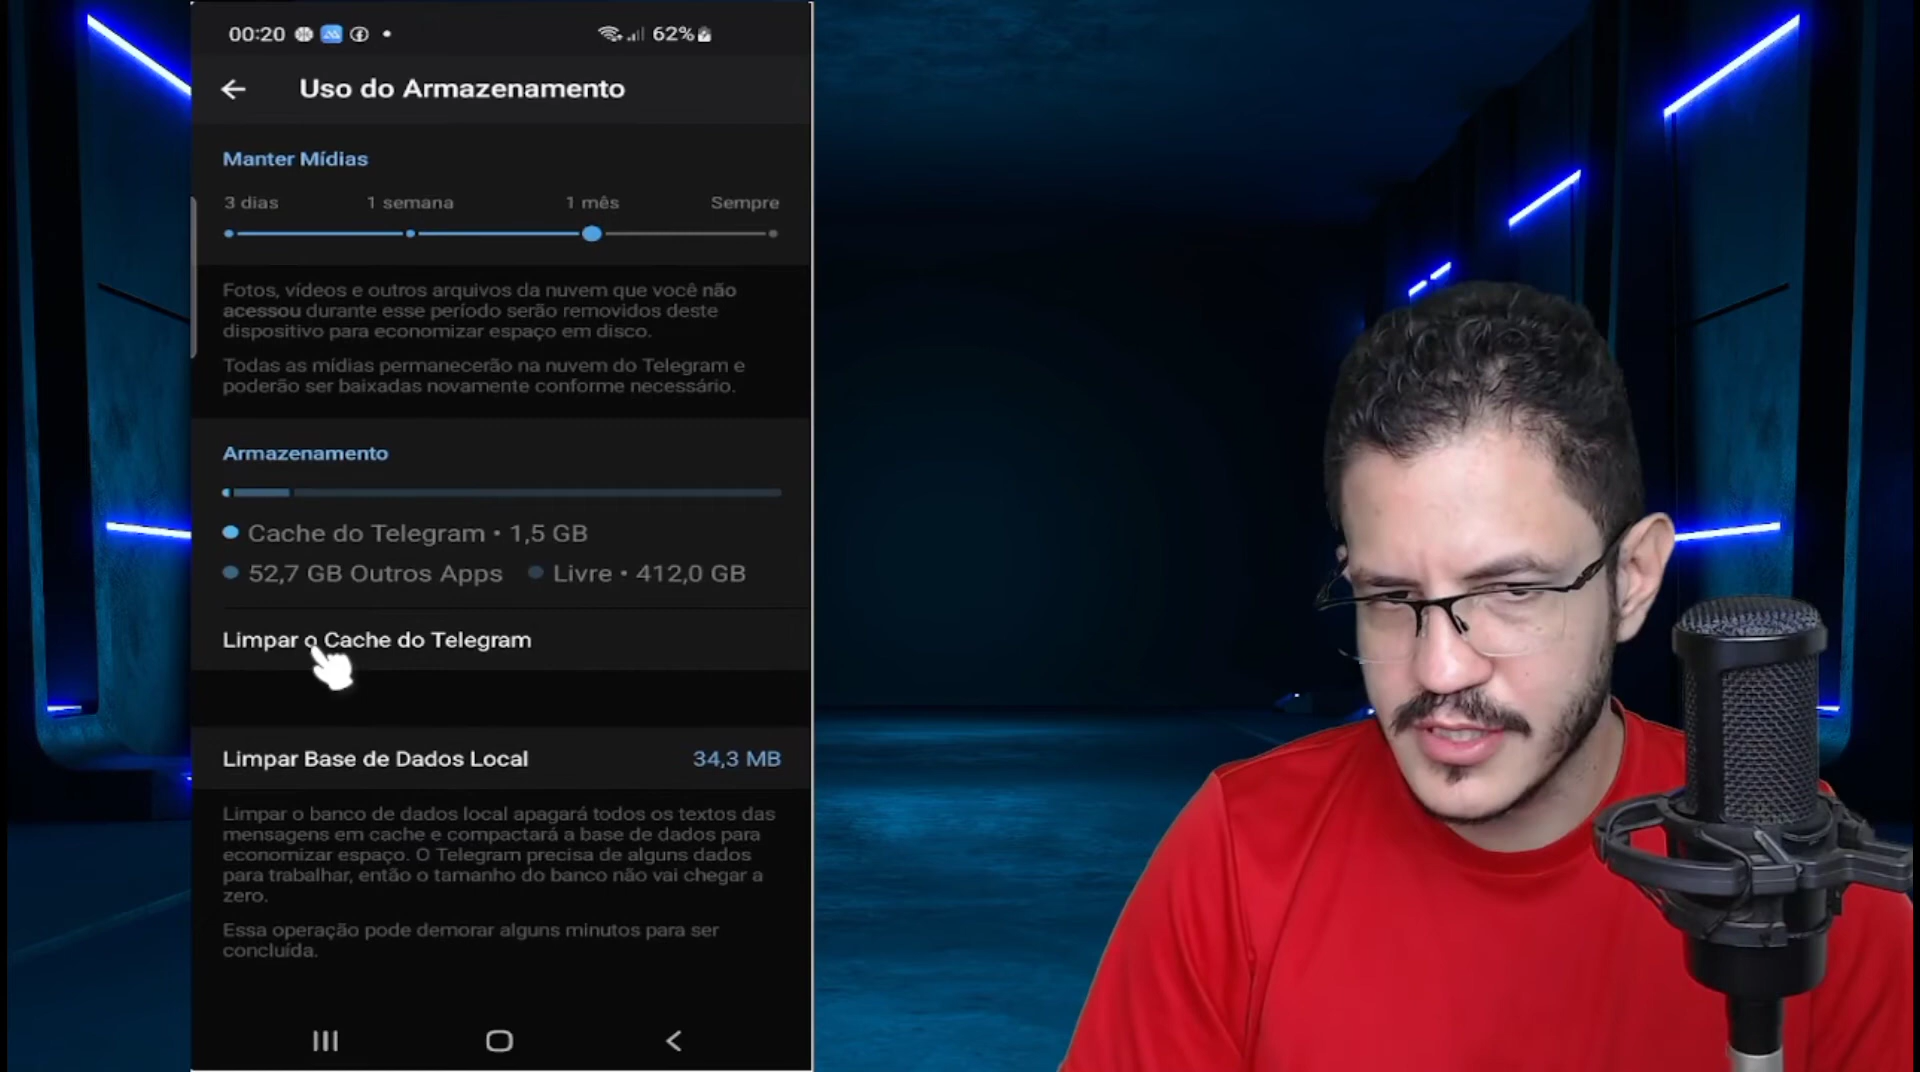 00:20
62%
Uso do Armazenamento
Manter Mídias
3 dias 1 semana 1 mês Sempre
Fotos, vídeos e outros arquivos da nuvem que você não
acessou durante esse período serão removidos deste
dispositivo para economizar espaço em disco.
Todas as mídias permanecerão na nuvem do Telegram e
poderão ser baixadas novamente conforme necessário.
Armazenamento
Cache do Telegram • 1,5 GB
52,7 GB Outros Apps Livre • 412,0 GB
Limpar o Cache do Telegram
Limpar Base de Dados Local 34,3 MB
Limpar o banco de dados local apagará todos os textos das
mensagens em cache e compactará a base de dados para
economizar espaço. O Telegram precisa de alguns dados
para trabalhar, então o tamanho do banco não vai chegar a
zero.
Essa operação pode demorar alguns minutos para ser
concluída.